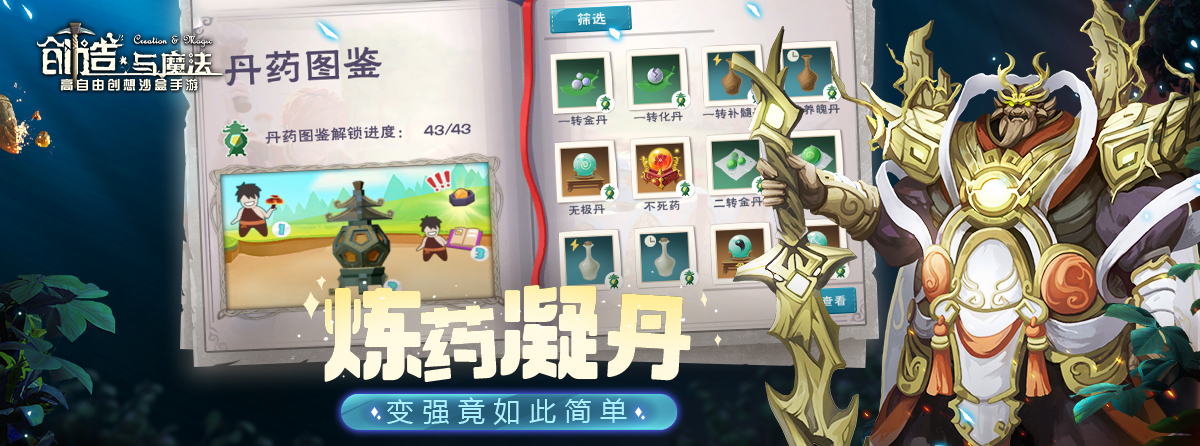 Creation & Magic
创造与魔法
高自由创想沙盒手游
丹药图鉴
丹药图鉴解锁进度： 43/43
1
!!!
3
筛选
一转金丹
一转化丹
一转补髓
养魄丹
无极丹
不死药
二转金丹
查看
炼药凝丹
变强竟如此简单